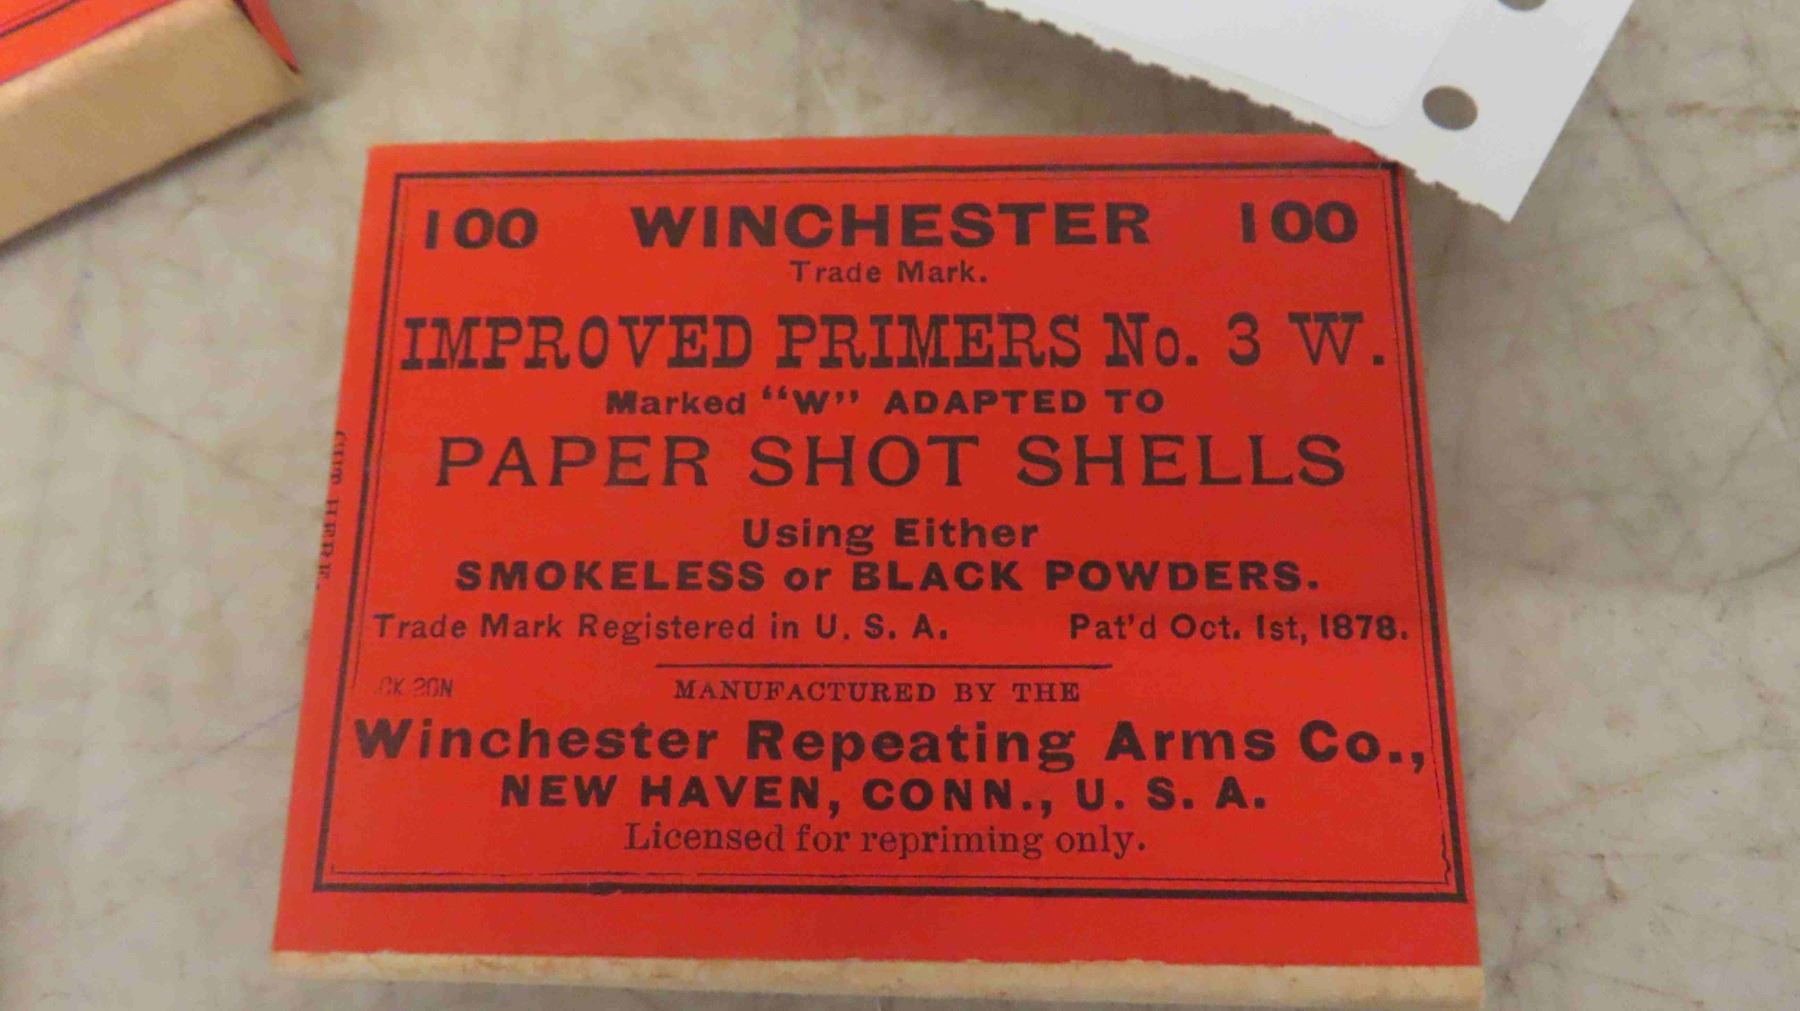 100 WINCHESTER 100
Trade Mark.
IMPROVED PRIMERS No. 3 W.
Marked "W" ADAPTED TO
PAPER SHOT SHELLS
Using Either
SMOKELESS or BLACK POWDERS.
Trade Mark Registered in U. S. A. Pat'd Oct. 1st, 1878.
MANUFACTURED BY THE
Winchester Repeating Arms Co.,
NEW HAVEN, CONN., U. S. A.
Licensed for repriming only.
CUT HERE.